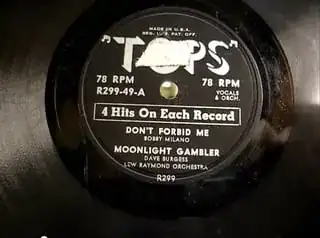 MADE IN U.S.A.
REG. U.S. PAT. OFF.
"TOPS"
78 RPM 78 RPM
R299-49-A VOCALS & ORCH.
4 Hits On Each Record
DON'T FORBID ME
BOBBY MILANO
MOONLIGHT GAMBLER
DAVE BURGESS
LEW RAYMOND ORCHESTRA
R299